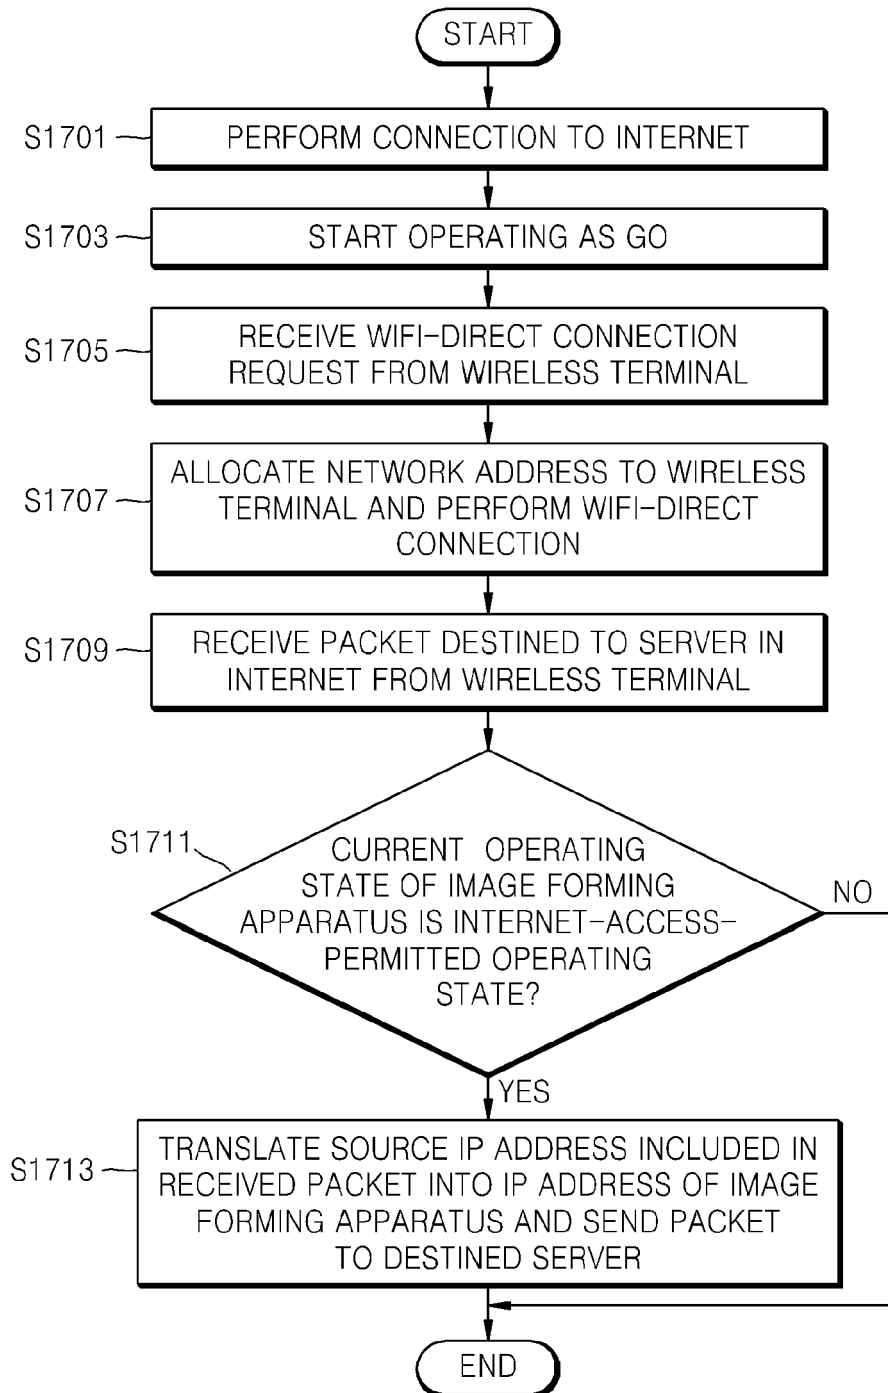 START
S1701
PERFORM CONNECTION TO INTERNET
S1703
START OPERATING AS GO
S1705
RECEIVE WIFI-DIRECT CONNECTION
REQUEST FROM WIRELESS TERMINAL
S1707
ALLOCATE NETWORK ADDRESS TO WIRELESS
TERMINAL AND PERFORM WIFI-DIRECT
CONNECTION
S1709
RECEIVE PACKET DESTINED TO SERVER IN
INTERNET FROM WIRELESS TERMINAL
S1711
CURRENT OPERATING
STATE OF IMAGE FORMING
APPARATUS IS INTERNET-ACCESS-
PERMITTED OPERATING
STATE?
NO
YES
S1713
TRANSLATE SOURCE IP ADDRESS INCLUDED IN
RECEIVED PACKET INTO IP ADDRESS OF IMAGE
FORMING APPARATUS AND SEND PACKET
TO DESTINED SERVER
END